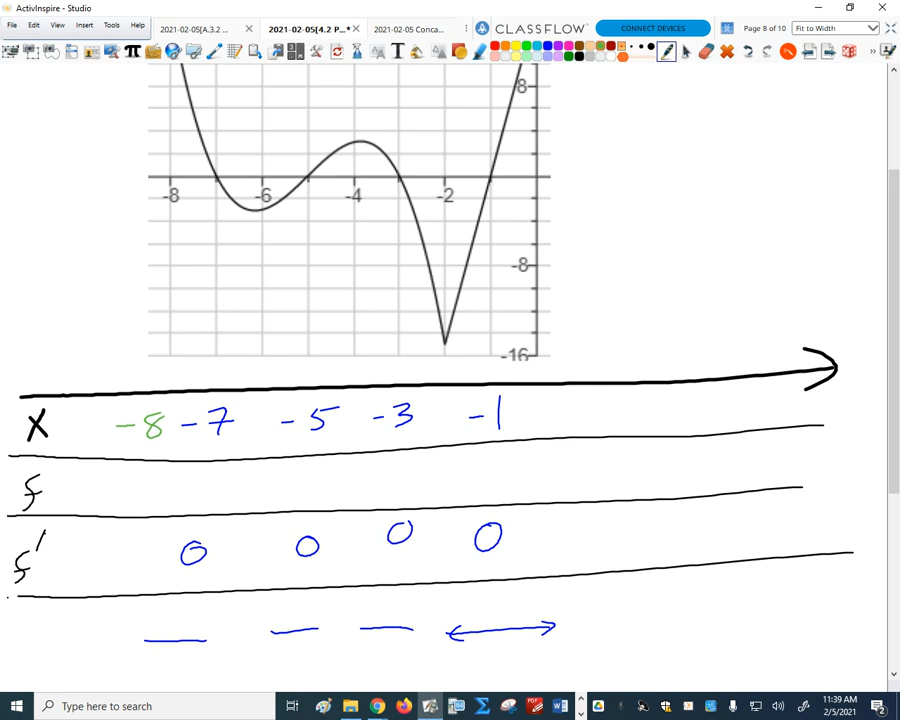 ActivInspire - Studio
File Edit View Insert Tools Help
2021-02-05[A.3.2 ... 2021-02-05[4.2 P...* 2021-02-05 Conca...
CLASSFLOW CONNECT DEVICES Page 8 of 10 Fit to Width
8
-8 -6 -4 -2
-8
-16
x -8 -7 -5 -3 -1
f
f' 0 0 0 0
Type here to search
11:39 AM
2/5/2021
2